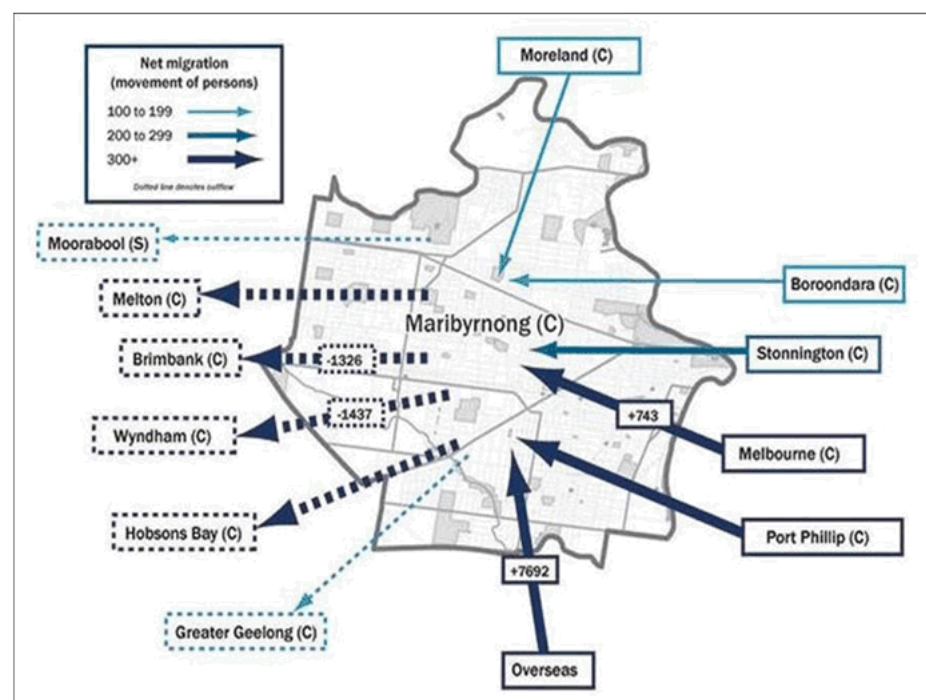 Net migration
(movement of persons)
100 to 199
200 to 299
300+
Dotted line denotes outflow
Moreland (C)
Moorabool (S)
Melton (C)
Boroondara (C)
Maribyrnong (C)
Brimbank (C)
-1326
Stonnington (C)
-1437
+743
Wyndham (C)
Melbourne (C)
Hobsons Bay (C)
Port Phillip (C)
+7692
Greater Geelong (C)
Overseas